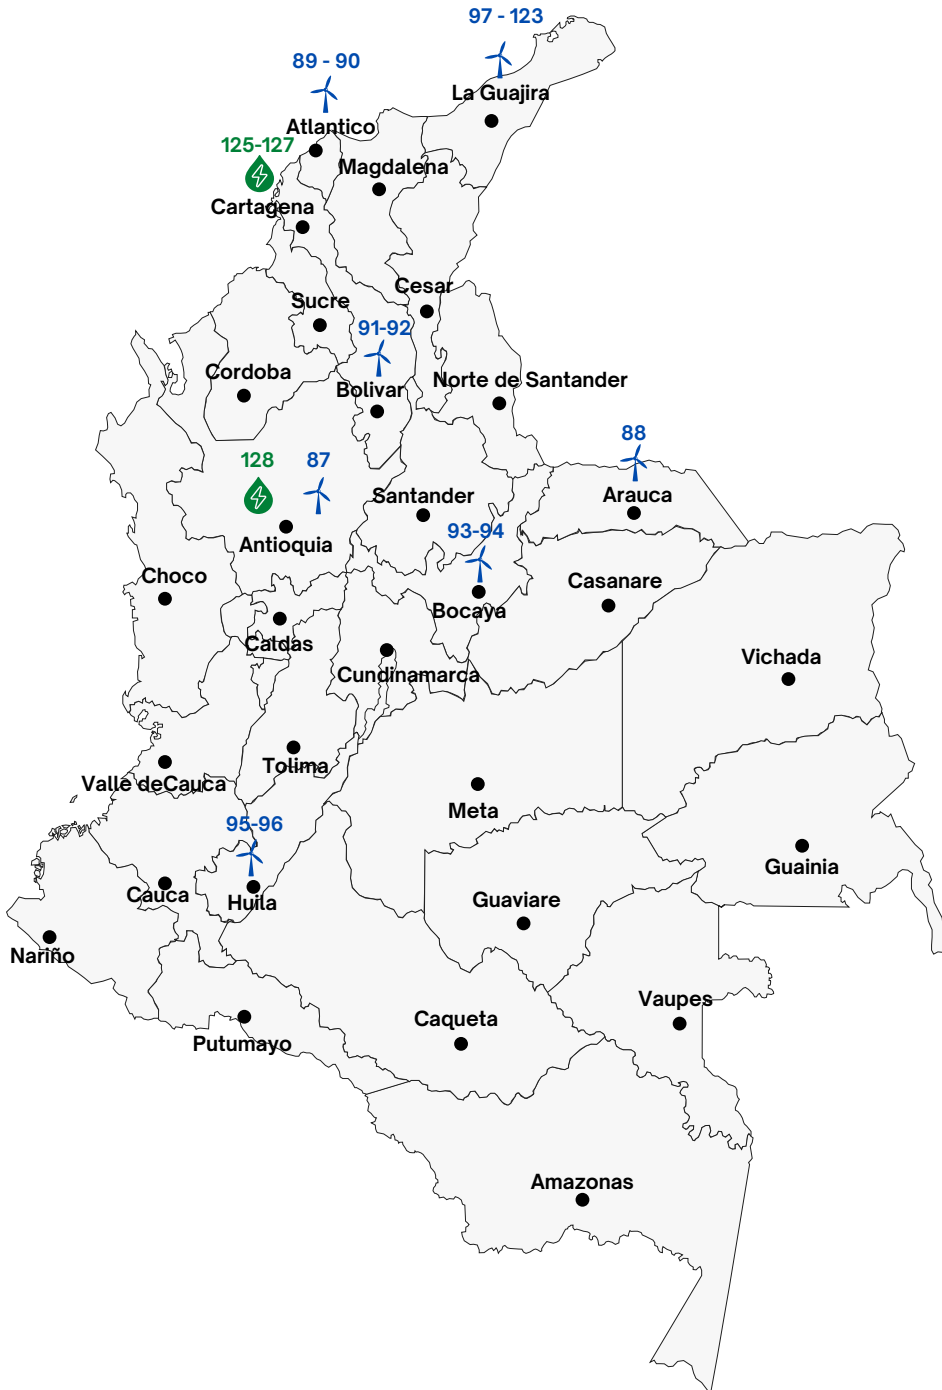 97 - 123
89 - 90
La Guajira
Atlantico
125-127
Magdalena
Cartagena
Cesar
Sucre
91-92
Cordoba
Norte de Santander
Bolivar
88
128
87
Santander
Arauca
93-94
Antioquia
Choco
Casanare
Bocaya
Caldas
Vichada
Cundinamarca
Tolima
Valle deCauca
Meta
95-96
Guainia
Cauca
Huila
Guaviare
Nariño
Vaupes
Caqueta
Putumayo
Amazonas